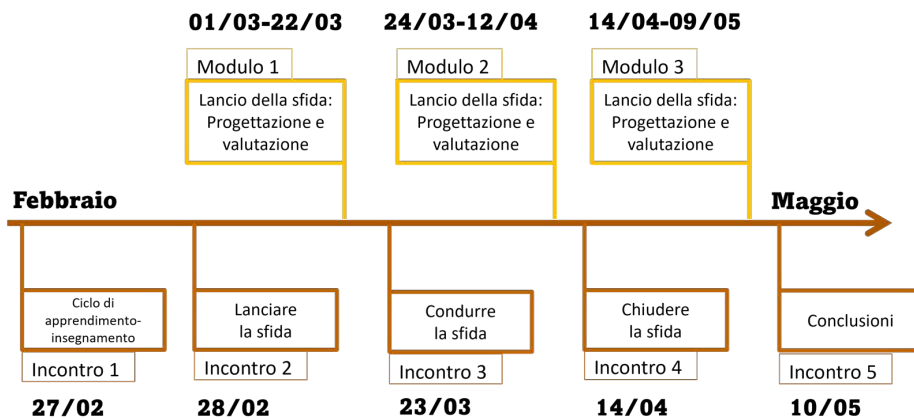 01/03-22/03
24/03-12/04
14/04-09/05
Modulo 1
Modulo 2
Modulo 3
Lancio della sfida:
Progettazione e
valutazione
Lancio della sfida:
Progettazione e
valutazione
Lancio della sfida:
Progettazione e
valutazione
Febbraio
Maggio
Ciclo di
apprendimento-
insegnamento
Lanciare
la sfida
Condurre
la sfida
Chiudere
la sfida
Conclusioni
Incontro 1
Incontro 2
Incontro 3
Incontro 4
Incontro 5
27/02
28/02
23/03
14/04
10/05